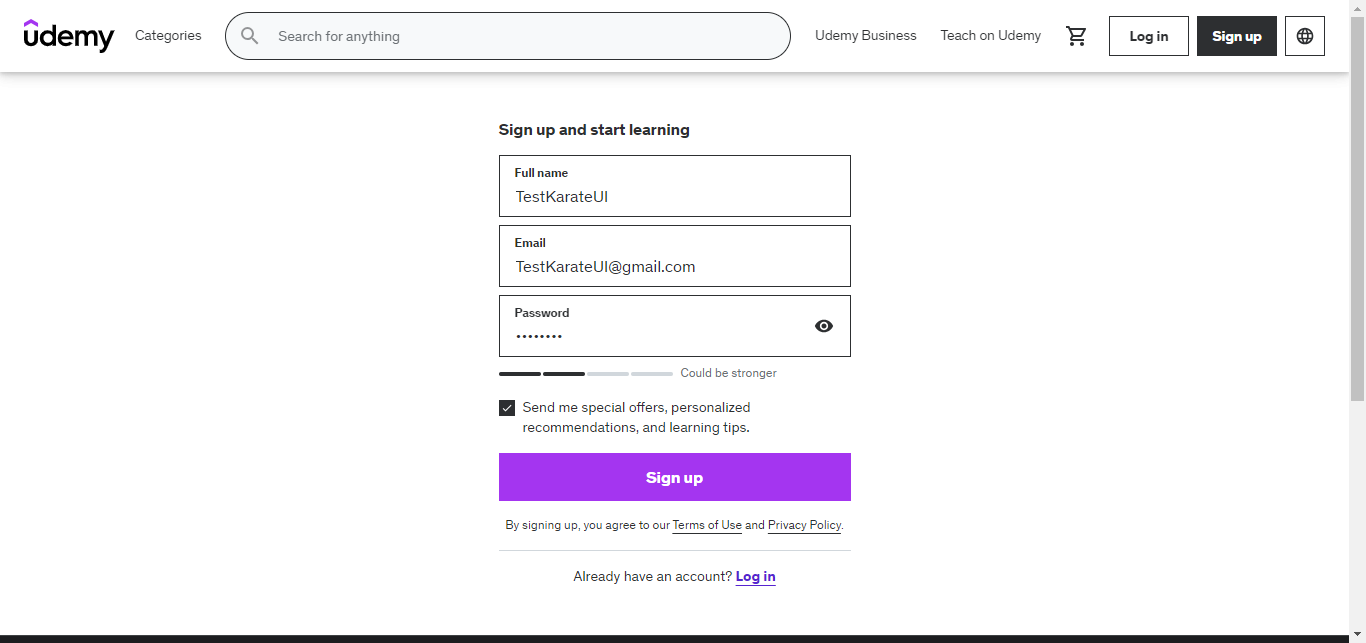 udemy
Categories
Search for anything
Udemy Business
Teach on Udemy
Log in
Sign up
Sign up and start learning
Full name
TestKarateUI
Email
TestKarateUI@gmail.com
Password
••••••••
Could be stronger
Send me special offers, personalized
recommendations, and learning tips.
Sign up
By signing up, you agree to our Terms of Use and Privacy Policy.
Already have an account? Log in